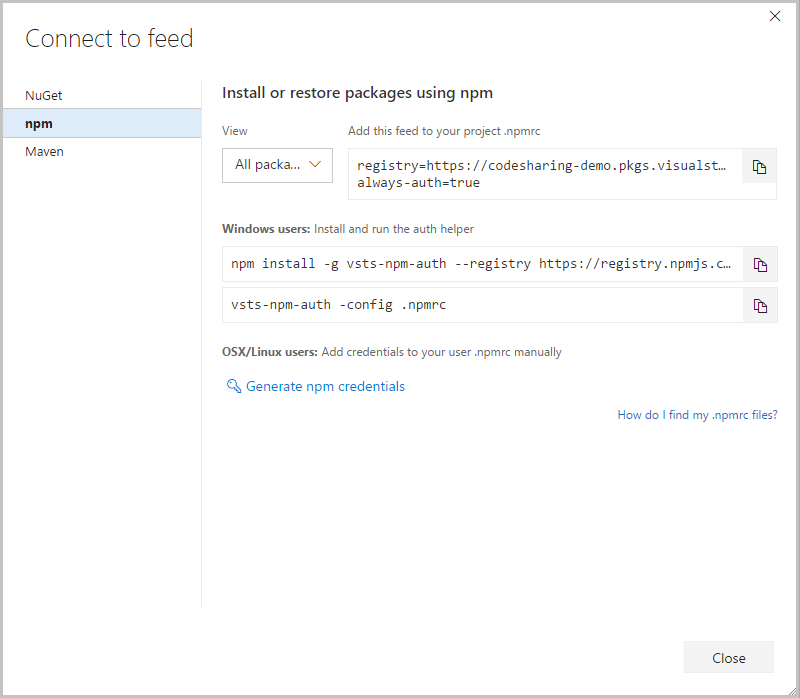 Connect to feed
NuGet
npm
Maven
Install or restore packages using npm
View
Add this feed to your project .npmrc
All packa...
registry=https://codesharing-demo.pkgs.visualst…
always-auth=true
Windows users: Install and run the auth helper
npm install -g vsts-npm-auth --registry https://registry.npmjs.c…
vsts-npm-auth -config .npmrc
OSX/Linux users: Add credentials to your user .npmrc manually
Generate npm credentials
How do I find my .npmrc files?
Close